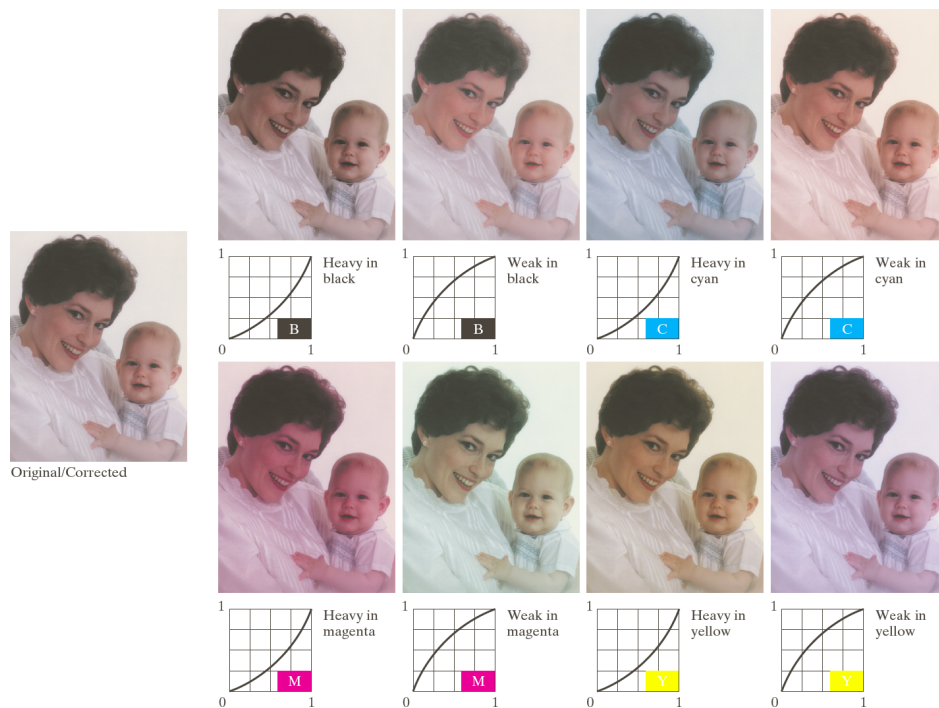 1
Heavy in
black
B
0
1
1
Weak in
black
B
0
1
1
Heavy in
cyan
C
0
1
1
Weak in
cyan
C
0
1
Original/Corrected
1
Heavy in
magenta
M
0
1
1
Weak in
magenta
M
0
1
1
Heavy in
yellow
Y
0
1
1
Weak in
yellow
Y
0
1